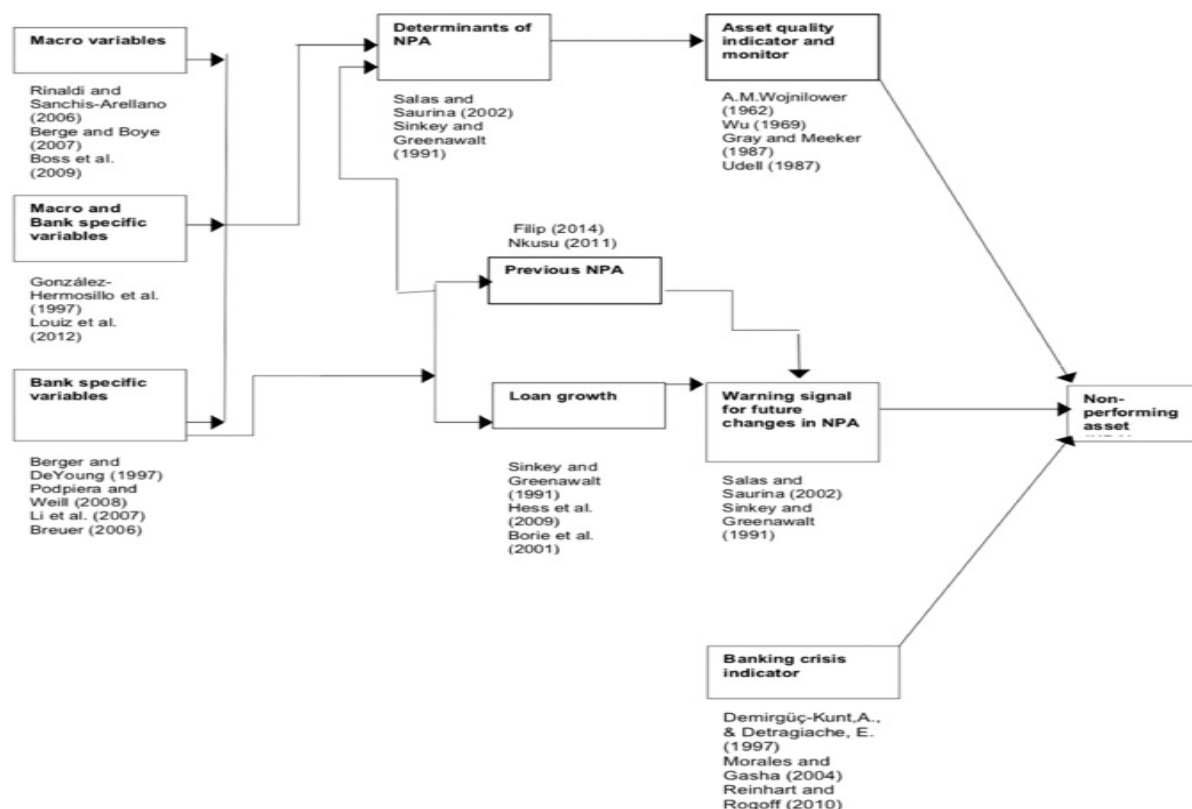 Macro variables
Rinaldi and
Sanchis-Arellano
(2006)
Berge and Boye
(2007)
Boss et al.
(2009)
Macro and
Bank specific
variables
González-
Hermosillo et al.
(1997)
Louiz et al.
(2012)
Bank specific
variables
Berger and
DeYoung (1997)
Podpiera and
Weill (2008)
Li et al. (2007)
Breuer (2006)
Determinants of
NPA
Salas and
Saurina (2002)
Sinkey and
Greenawalt
(1991)
Filip (2014)
Nkusu (2011)
Previous NPA
Loan growth
Sinkey and
Greenawalt
(1991)
Hess et al.
(2009)
Borie et al.
(2001)
Asset quality
indicator and
monitor
A.M.Wojnilower
(1962)
Wu (1969)
Gray and Meeker
(1987)
Udell (1987)
Warning signal
for future
changes in NPA
Salas and
Saurina (2002)
Sinkey and
Greenawalt
(1991)
Banking crisis
indicator
Demirgüç-Kunt,A.,
& Detragiache, E.
(1997)
Morales and
Gasha (2004)
Reinhart and
Rogoff (2010)
Non-
performing
asset